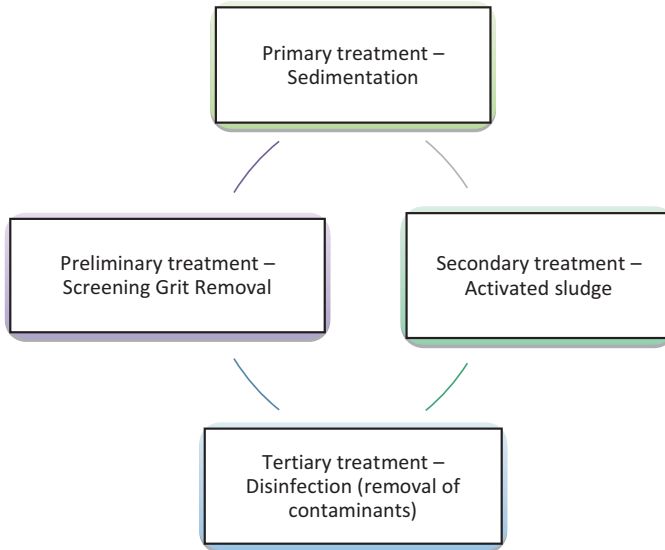 Primary treatment –
Sedimentation
Preliminary treatment –
Screening Grit Removal
Secondary treatment –
Activated sludge
Tertiary treatment –
Disinfection (removal of
contaminants)